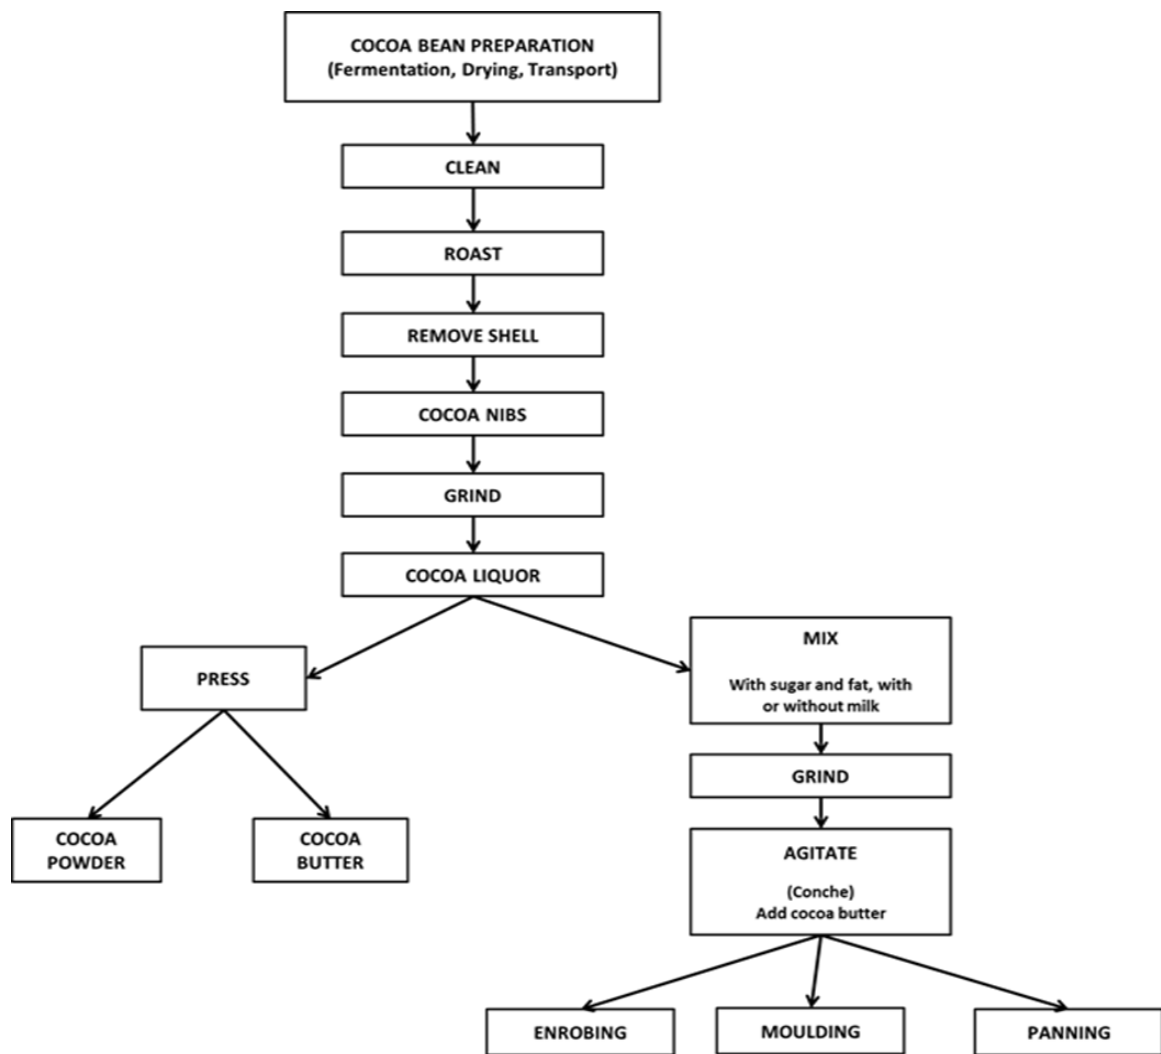 COCOA BEAN PREPARATION
(Fermentation, Drying, Transport)
CLEAN
ROAST
REMOVE SHELL
COCOA NIBS
GRIND
COCOA LIQUOR
PRESS
COCOA
POWDER
COCOA
BUTTER
MIX
With sugar and fat, with
or without milk
GRIND
AGITATE
(Conche)
Add cocoa butter
ENROBING
MOULDING
PANNING